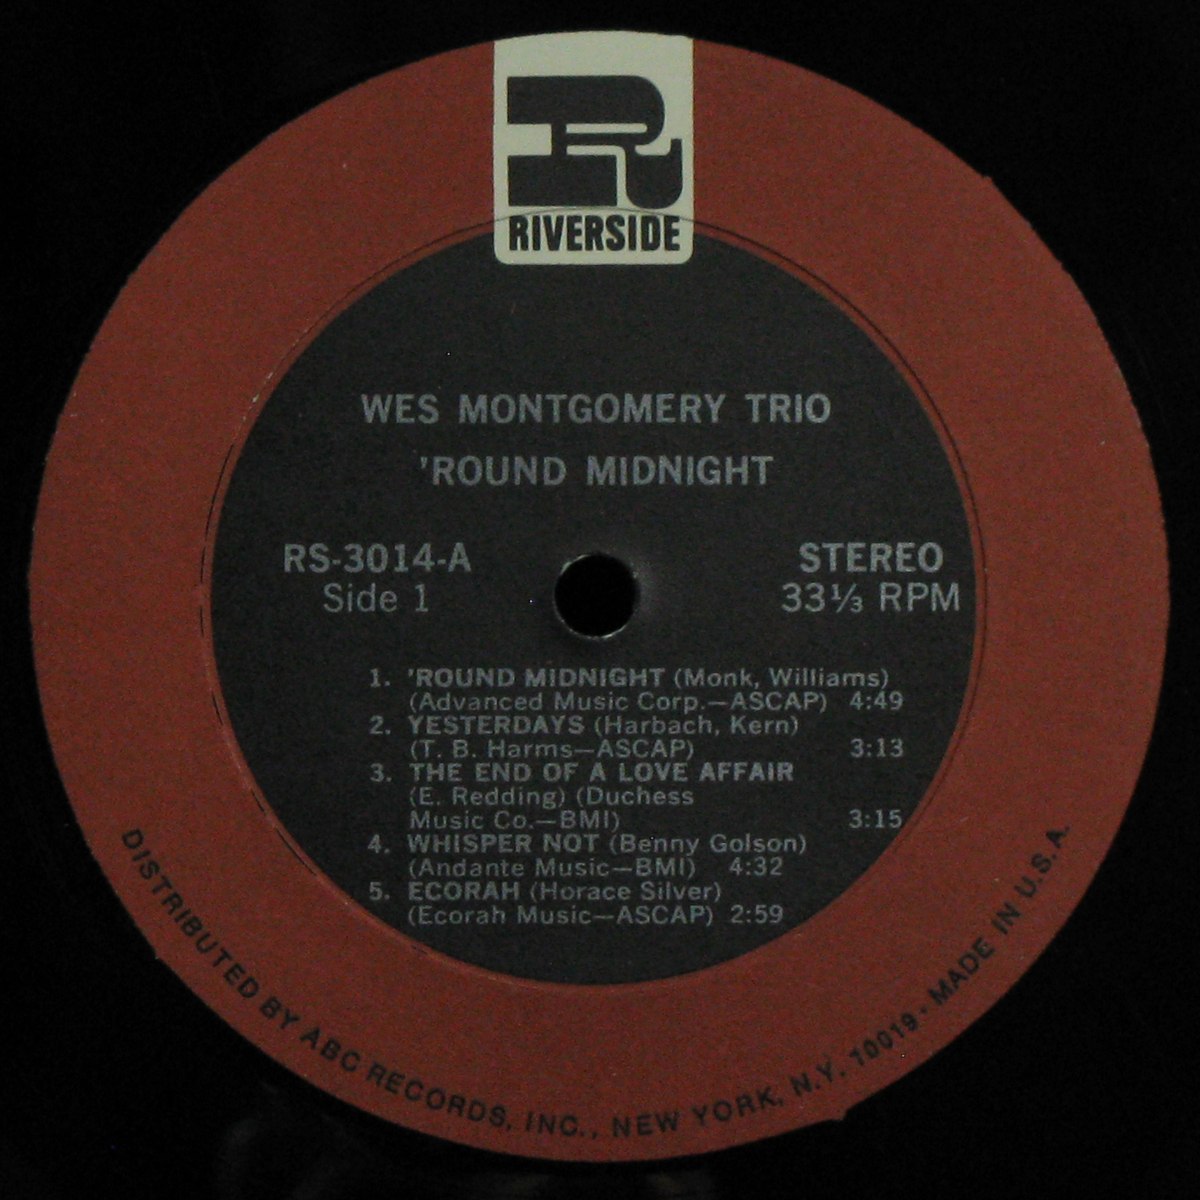 R
RIVERSIDE
WES MONTGOMERY TRIO
'ROUND MIDNIGHT
RS-3014-A
Side 1
STEREO
33⅓ RPM
1. 'ROUND MIDNIGHT (Monk, Williams)
(Advanced Music Corp.—ASCAP) 4:49
2. YESTERDAYS (Harbach, Kern)
(T. B. Harms—ASCAP) 3:13
3. THE END OF A LOVE AFFAIR
(E. Redding) (Duchess
Music Co.—BMI) 3:15
4. WHISPER NOT (Benny Golson)
(Andante Music—BMI) 4:32
5. ECORAH (Horace Silver)
(Ecorah Music—ASCAP) 2:59
DISTRIBUTED BY ABC RECORDS, INC., NEW YORK, N.Y. 10019 · MADE IN U.S.A.